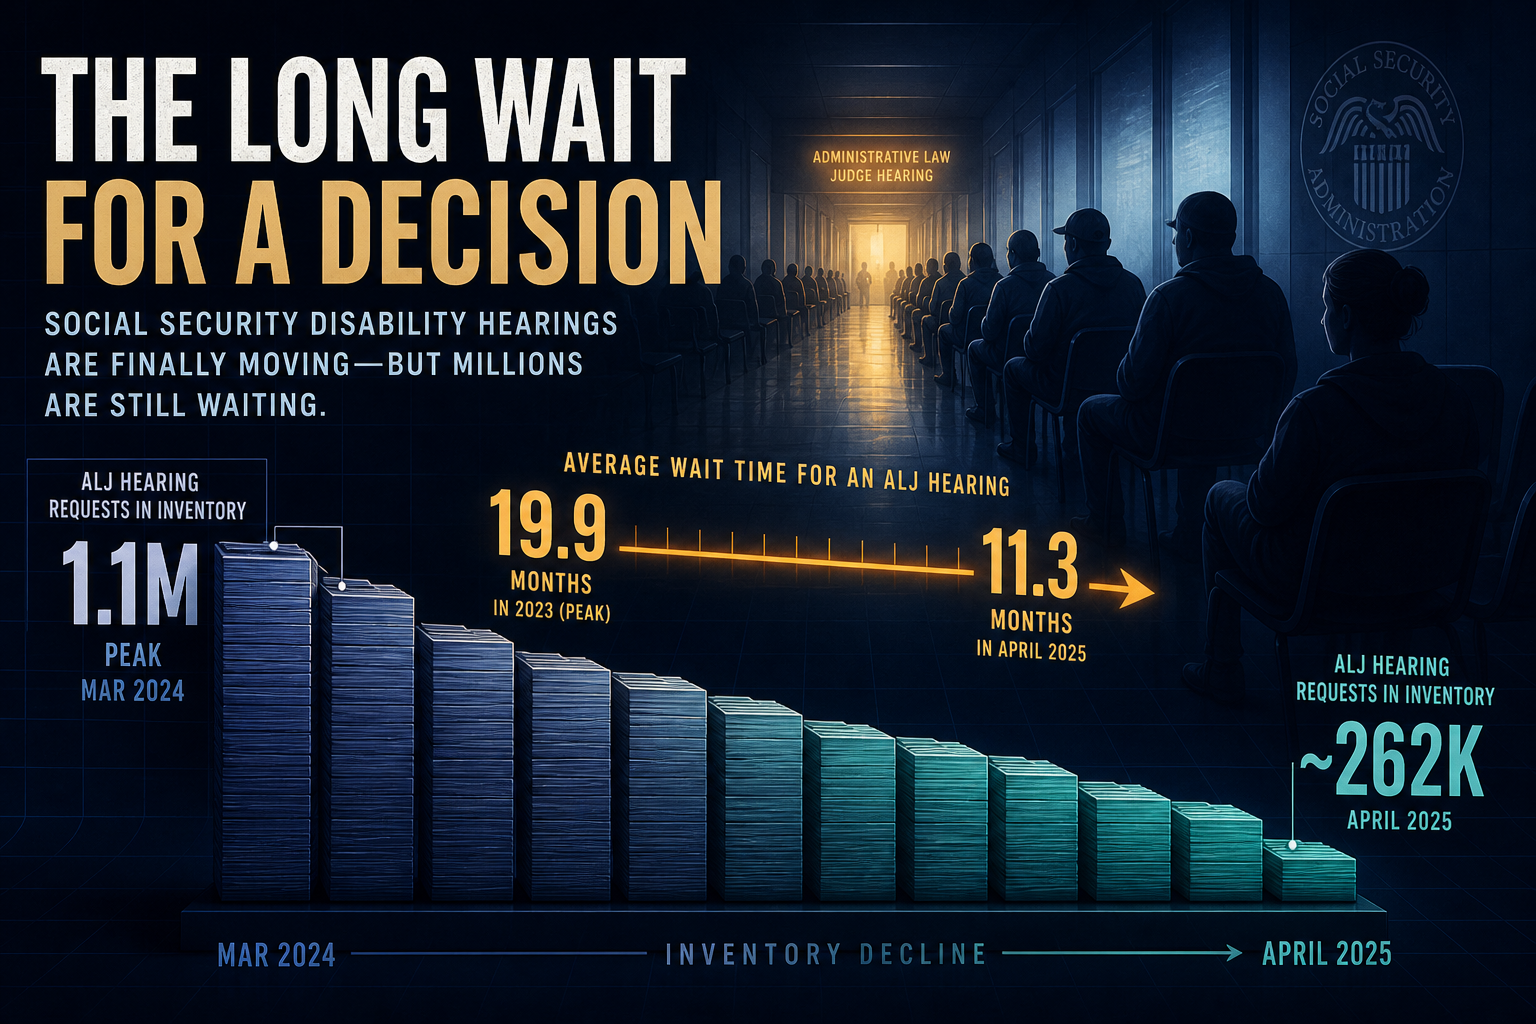 THE LONG WAIT
FOR A DECISION
SOCIAL SECURITY DISABILITY HEARINGS
ARE FINALLY MOVING—BUT MILLIONS
ARE STILL WAITING.
ADMINISTRATIVE LAW
JUDGE HEARING
SOCIAL SECURITY
ADMINISTRATION
AVERAGE WAIT TIME FOR AN ALJ HEARING
19.9
MONTHS
IN 2023 (PEAK)
11.3
MONTHS
IN APRIL 2025
ALJ HEARING
REQUESTS IN INVENTORY
1.1M
PEAK
MAR 2024
ALJ HEARING
REQUESTS IN INVENTORY
~262K
APRIL 2025
MAR 2024
INVENTORY DECLINE
APRIL 2025